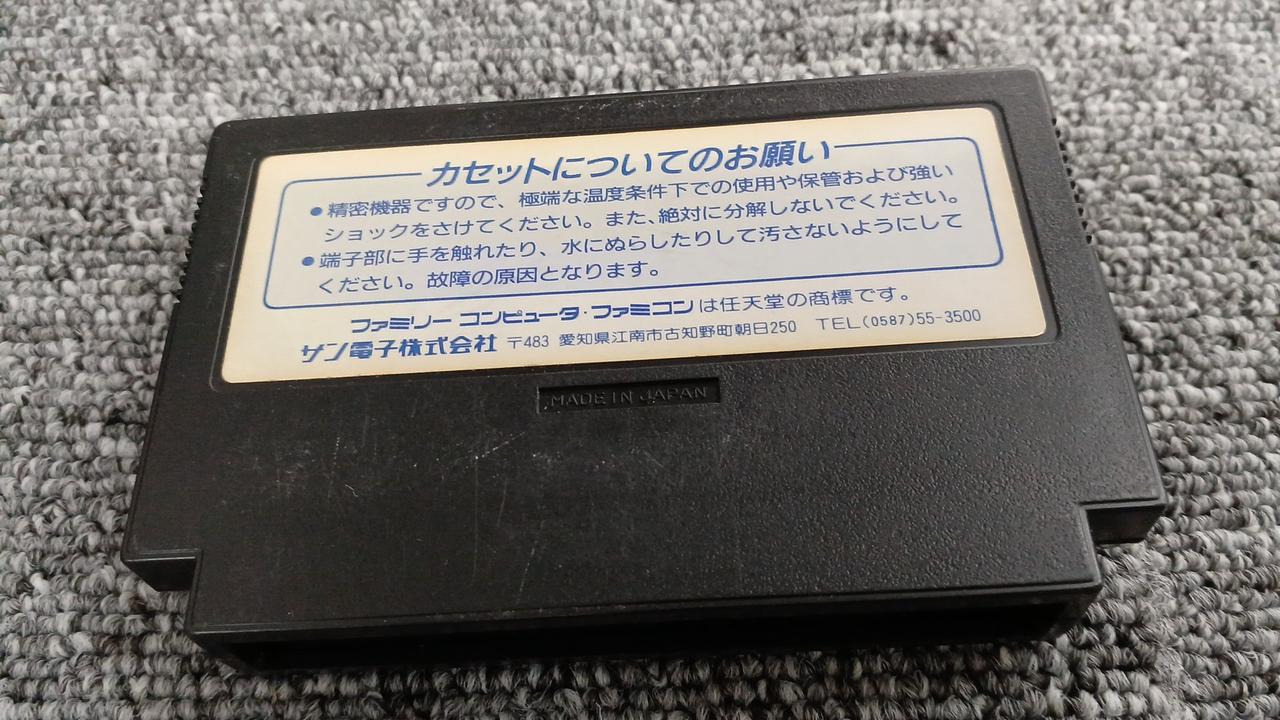 カセットについてのお願い
●精密機器ですので、極端な温度条件下での使用や保管および強い
ショックをさけてください。また、絶対に分解しないでください。
●端子部に手を触れたり、水にぬらしたりして汚さないようにして
ください。故障の原因となります。
ファミリー コンピュータ・ファミコンは任天堂の商標です。
サン電子株式会社 〒483 愛知県江南市古知野町朝日250 TEL(0587)55-3500
MADE IN JAPAN